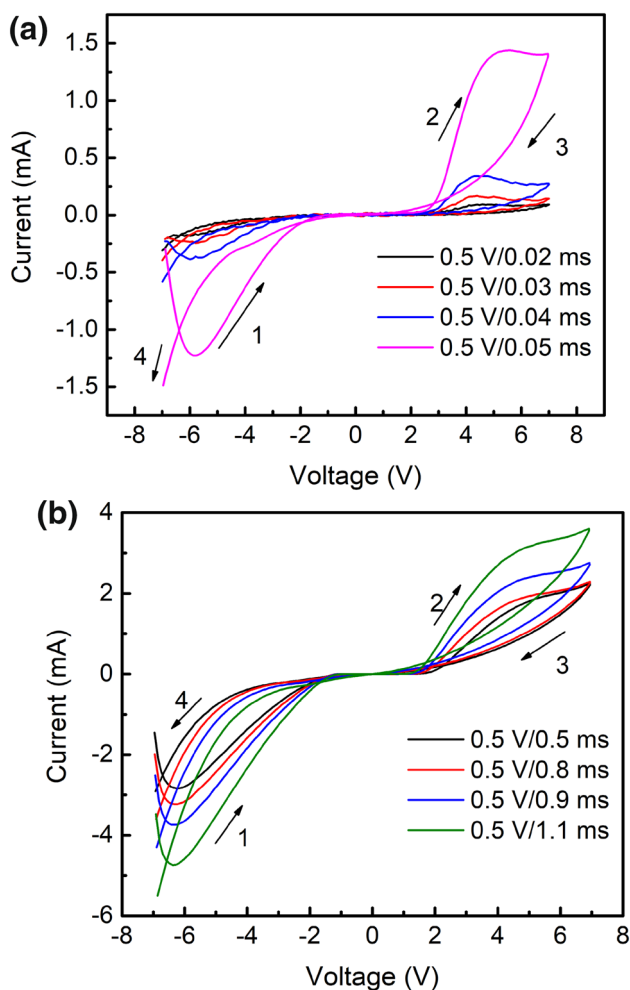 (a)
1.5
1.0
0.5
0.0
-0.5
-1.0
-1.5
Current (mA)
2
3
1
4
0.5 V/0.02 ms
0.5 V/0.03 ms
0.5 V/0.04 ms
0.5 V/0.05 ms
-8 -6 -4 -2 0 2 4 6 8
Voltage (V)
(b)
4
2
0
-2
-4
-6
Current (mA)
2
3
4
1
0.5 V/0.5 ms
0.5 V/0.8 ms
0.5 V/0.9 ms
0.5 V/1.1 ms
-8 -6 -4 -2 0 2 4 6 8
Voltage (V)